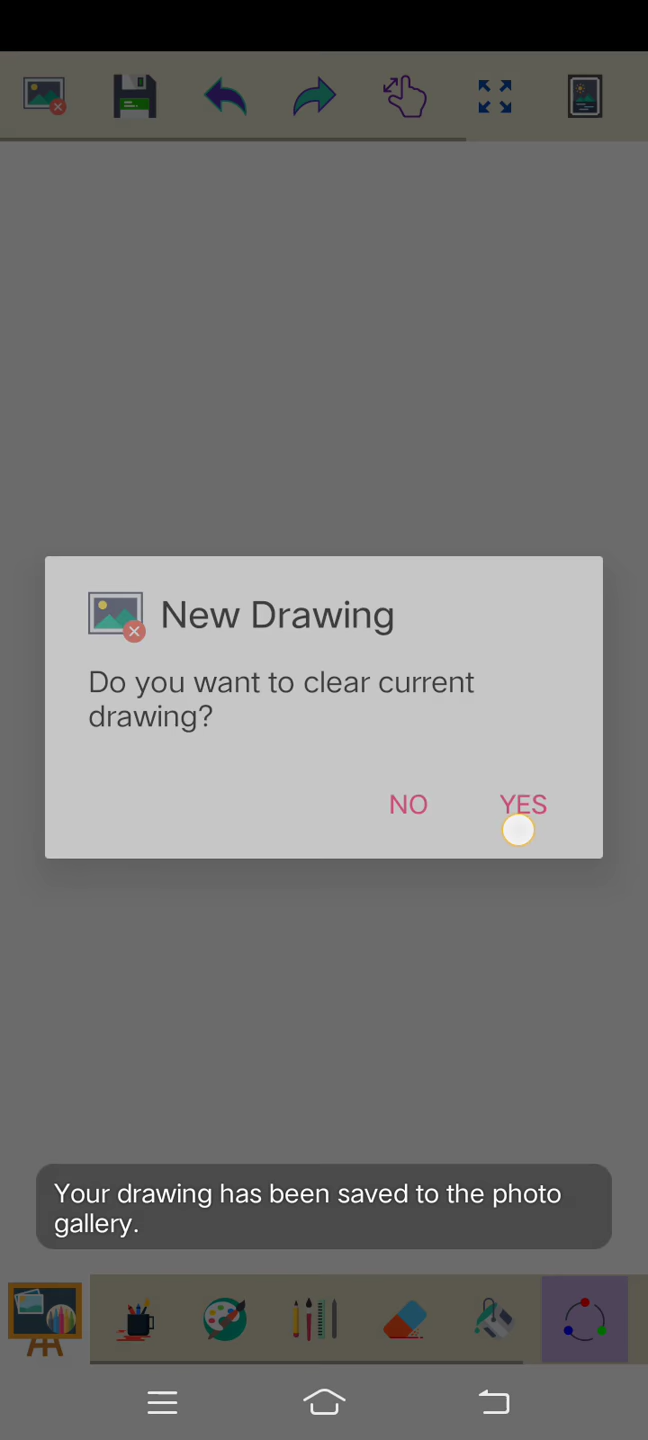 New Drawing
Do you want to clear current
drawing?
NO
YES
Your drawing has been saved to the photo
gallery.